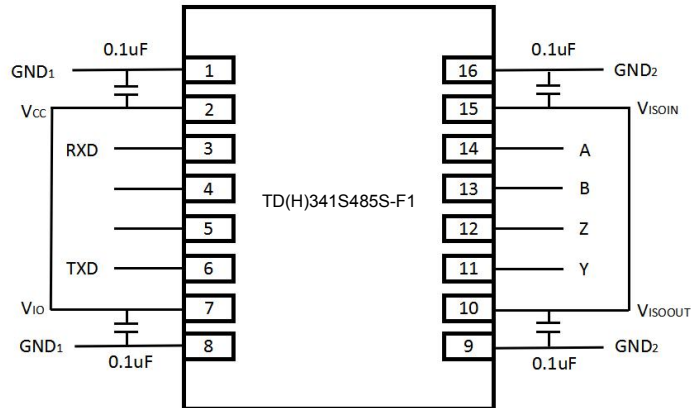 0.1uF 0.1uF
GND1 1 16 GND2
VCC 2 15 VISOIN
RXD 3 14 A
4 13 B
TD(H)341S485S-F1
5 12 Z
TXD 6 11 Y
VIO 7 10 VISOOUT
GND1 8 9 GND2
0.1uF 0.1uF